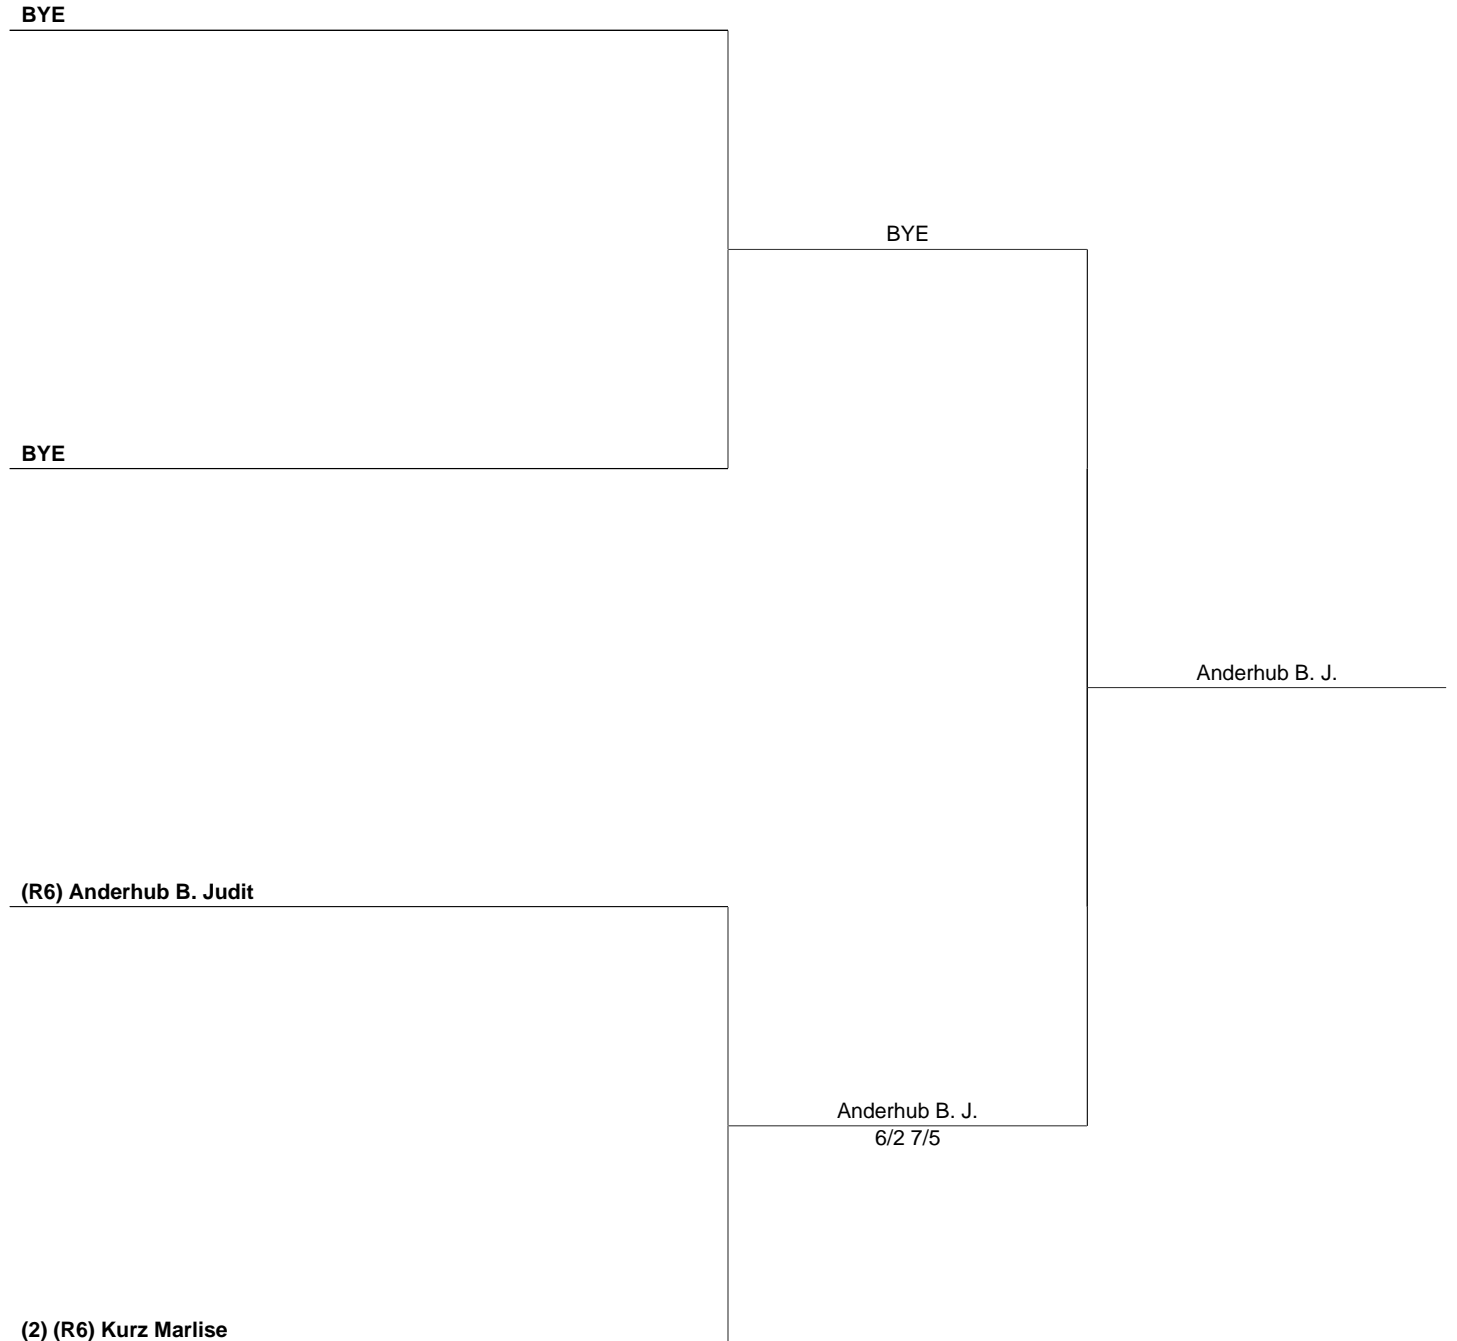 BYE
BYE
BYE
Anderhub B. J.
(R6) Anderhub B. Judit
Anderhub B. J.
6/2 7/5
(2) (R6) Kurz Marlise